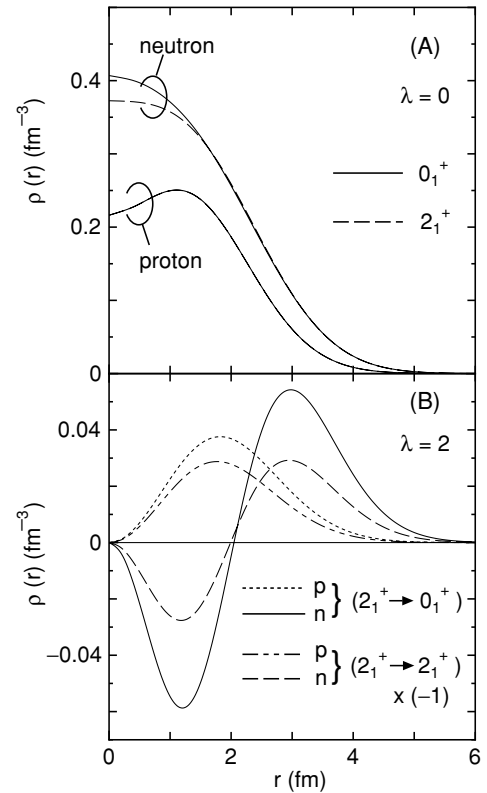 neutron
(A)
0.4
λ = 0
ρ (r) (fm⁻³)
0₁⁺
0.2
2₁⁺
proton
0
(B)
0.04
λ = 2
ρ (r) (fm⁻³)
0
p
n } (2₁⁺ → 0₁⁺)
−0.04
p
n } (2₁⁺ → 2₁⁺)
x (−1)
0 2 4 6
r (fm)